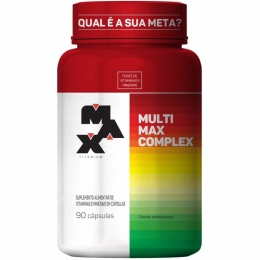 QUAL É A SUA META?
FONTE DE
VITAMINAS E
MINERAIS
MAX
TITANIUM
MULTI
MAX
COMPLEX
SUPLEMENTO ALIMENTAR DE
VITAMINAS E MINERAIS EM CÁPSULAS
90 cápsulas